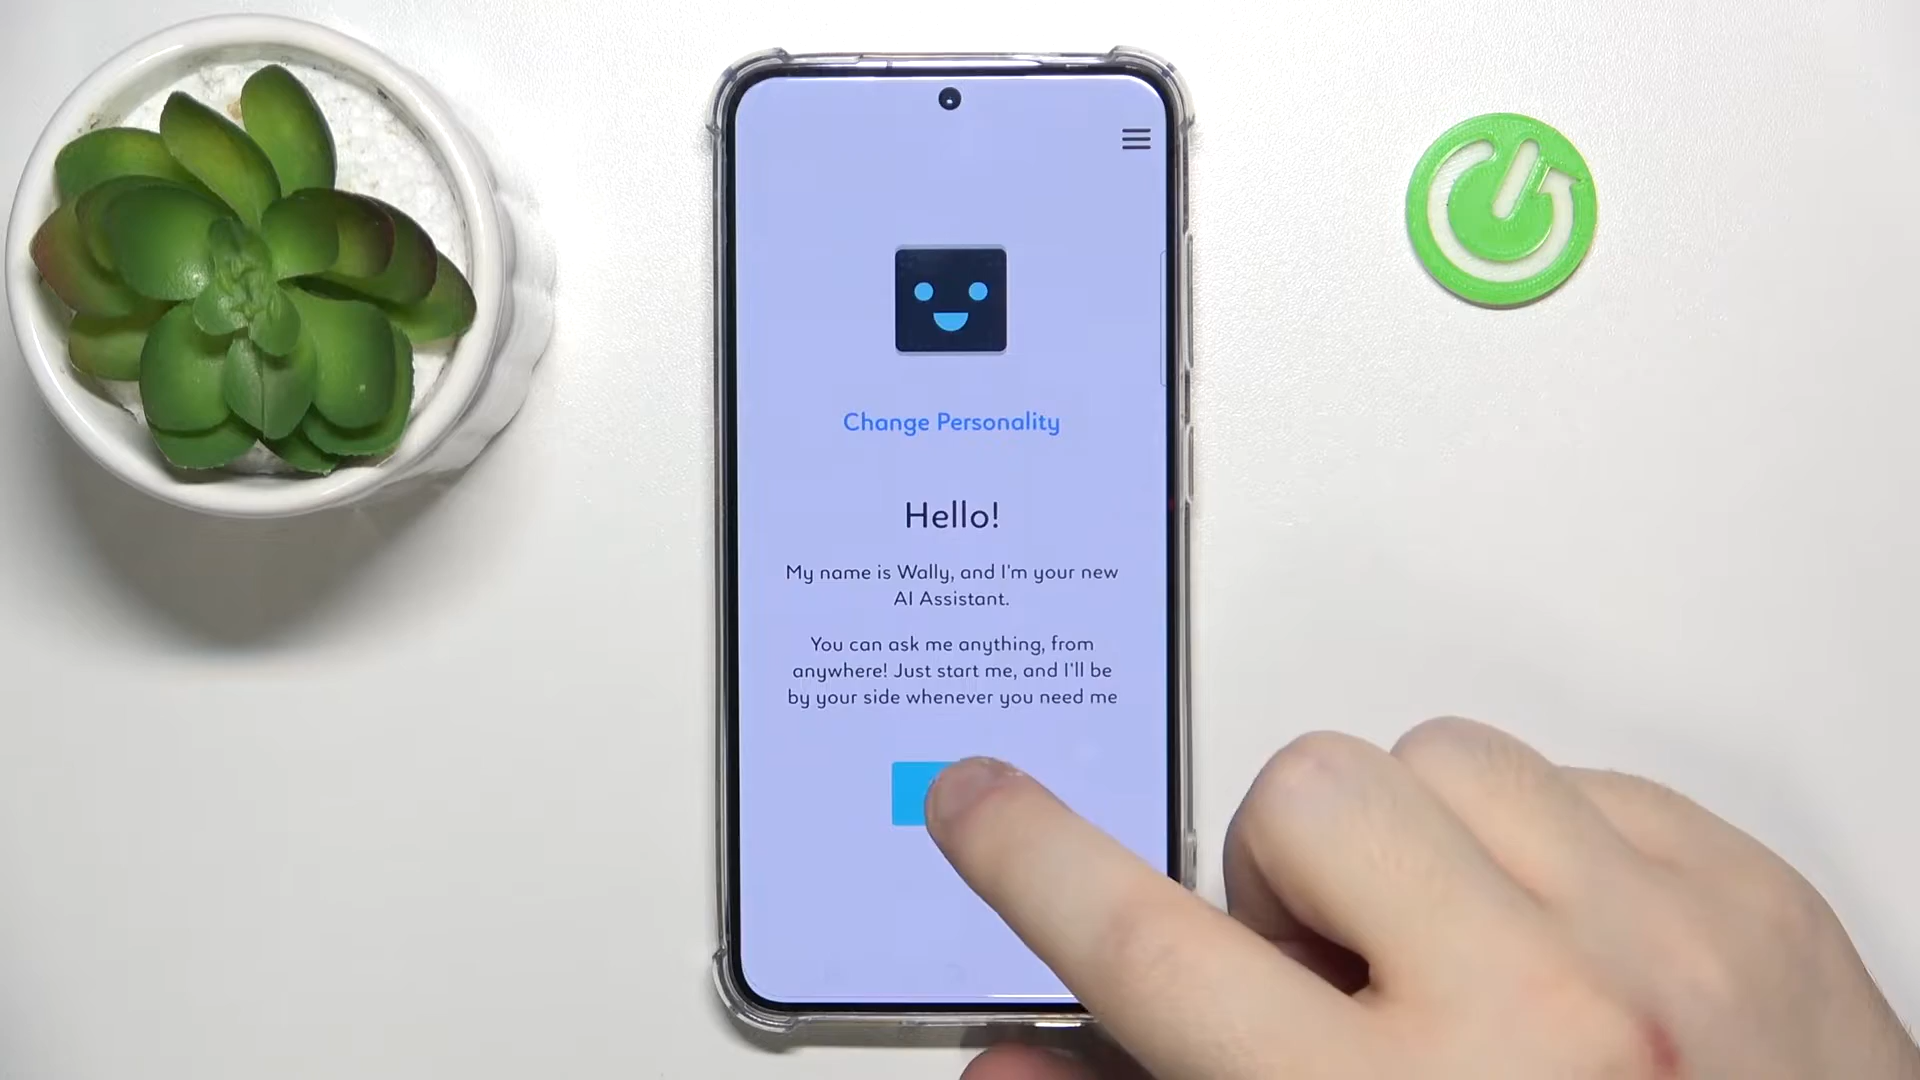 Change Personality
Hello!
My name is Wally, and I'm your new
AI Assistant.
You can ask me anything, from
anywhere! Just start me, and I'll be
by your side whenever you need me